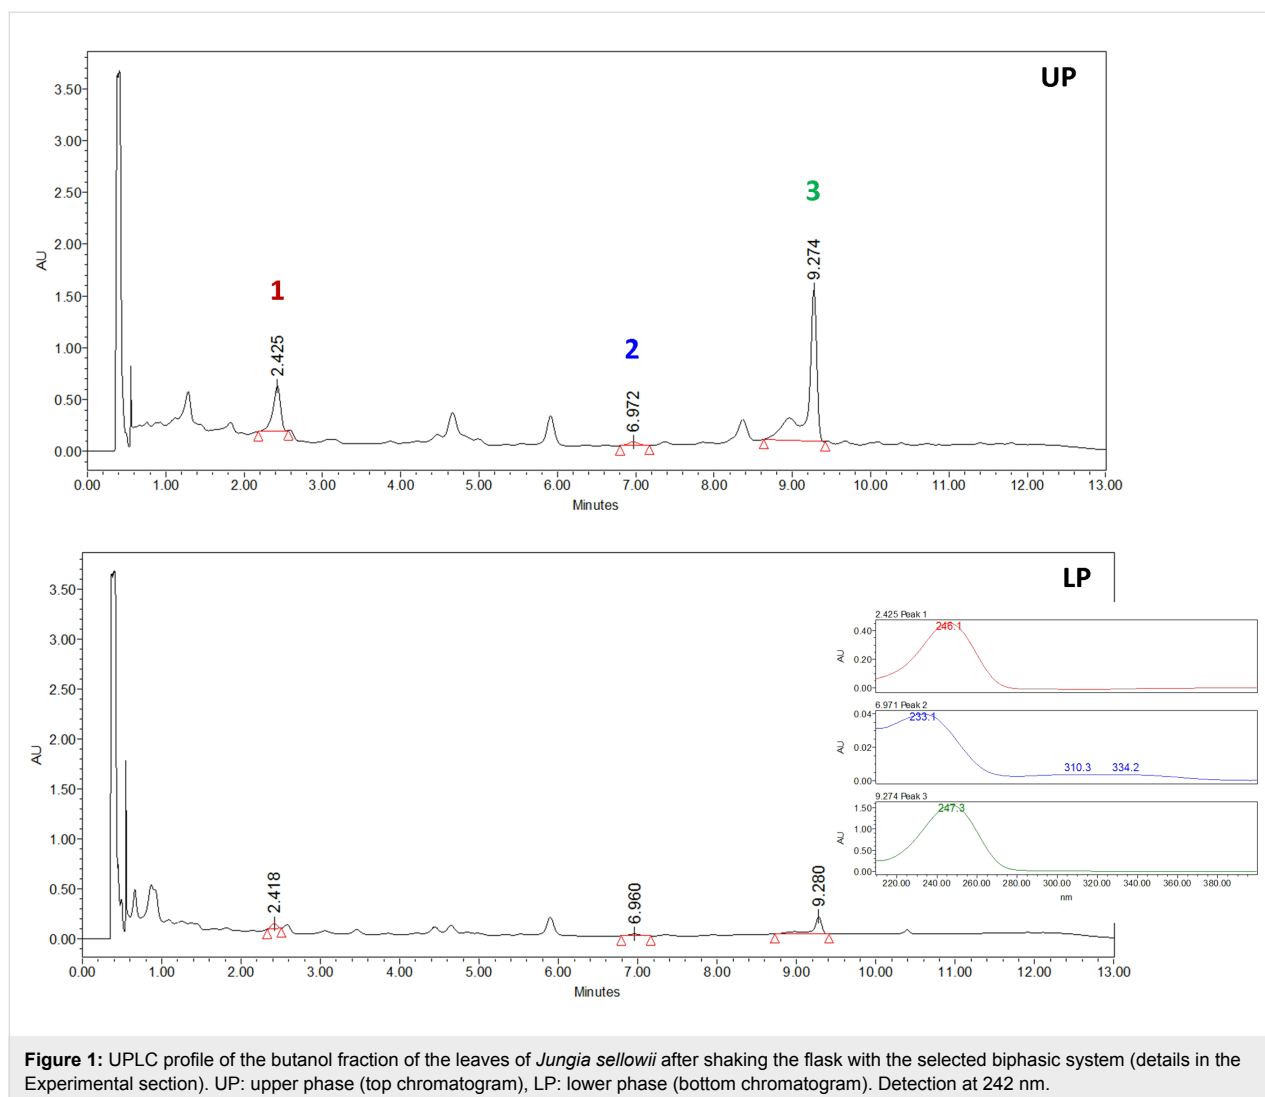 UP
3.50
3.00
2.50
2.00
1.50
1.00
0.50
0.00
AU
1
2.425
2
6.972
3
9.274
0.00 1.00 2.00 3.00 4.00 5.00 6.00 7.00 8.00 9.00 10.00 11.00 12.00 13.00
Minutes
LP
3.50
3.00
2.50
2.00
1.50
1.00
0.50
0.00
AU
2.418
6.960
9.280
0.00 1.00 2.00 3.00 4.00 5.00 6.00 7.00 8.00 9.00 10.00 11.00 12.00 13.00
Minutes
2.425 Peak 1
246.1
0.40
0.20
0.00
AU
6.971 Peak 2
233.1
310.3 334.2
0.04
0.02
0.00
AU
9.274 Peak 3
247.3
1.50
1.00
0.50
0.00
AU
220.00 240.00 260.00 280.00 300.00 320.00 340.00 360.00 380.00
nm
Figure 1: UPLC profile of the butanol fraction of the leaves of Jungia sellowii after shaking the flask with the selected biphasic system (details in the
Experimental section). UP: upper phase (top chromatogram), LP: lower phase (bottom chromatogram). Detection at 242 nm.